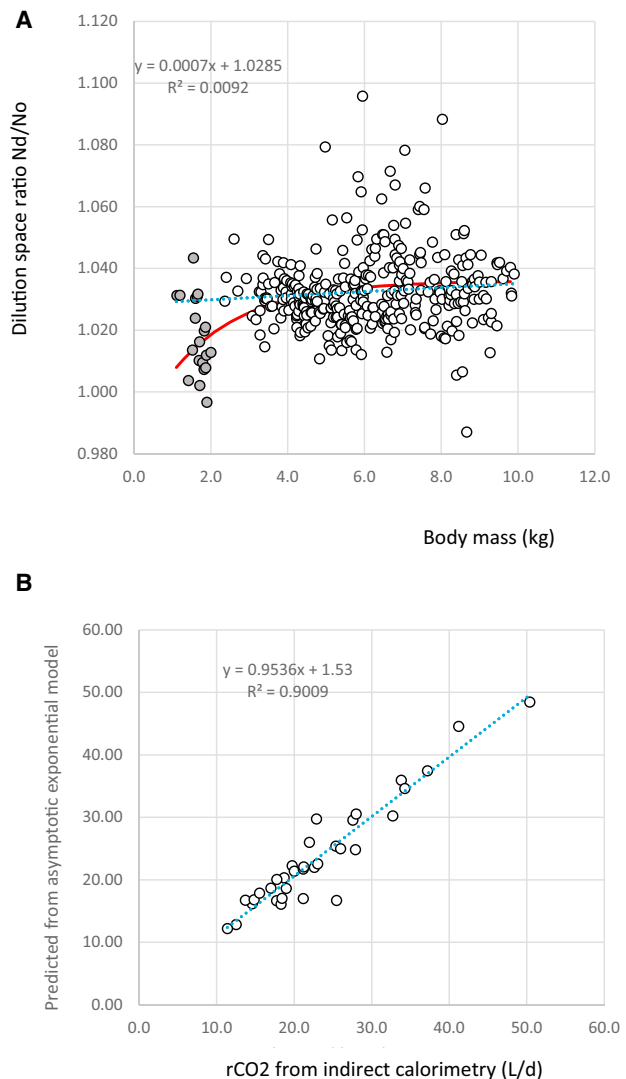 A
1.120
1.100
1.080
1.060
1.040
1.020
1.000
0.980
y = 0.0007x + 1.0285
R² = 0.0092
Dilution space ratio Nd/No
0.0 2.0 4.0 6.0 8.0 10.0 12.0
Body mass (kg)
B
60.00
50.00
40.00
30.00
20.00
10.00
0.00
y = 0.9536x + 1.53
R² = 0.9009
Predicted from asymptotic exponential model
0.0 10.0 20.0 30.0 40.0 50.0 60.0
rCO2 from indirect calorimetry (L/d)